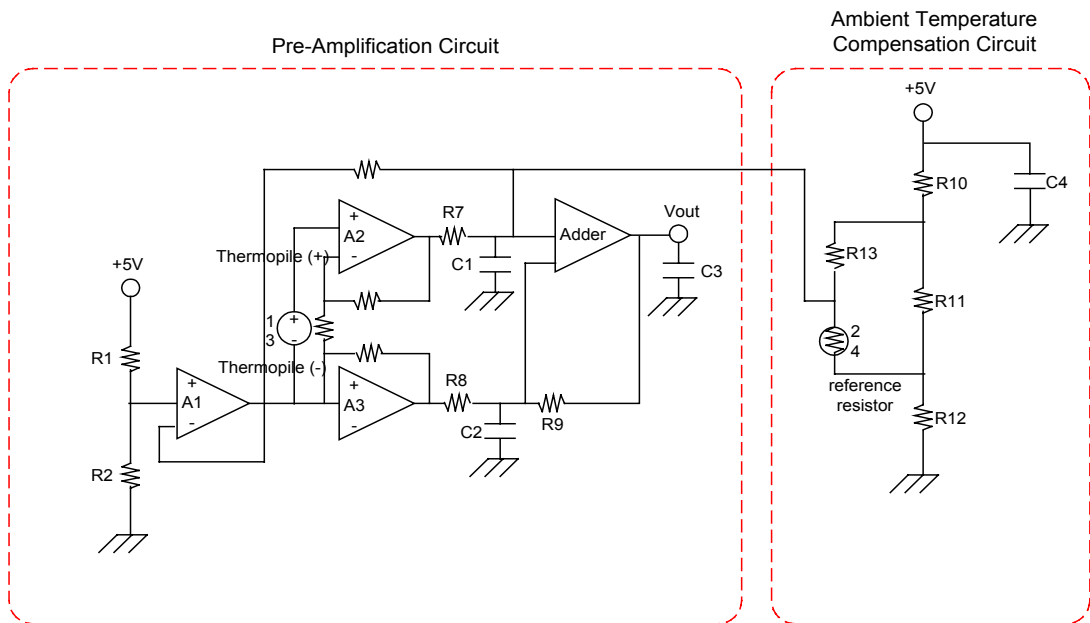 Pre-Amplification Circuit
Ambient Temperature
Compensation Circuit
+5V
R10
C4
R7
+
A2
-
Adder
Vout
R13
Thermopile (+)
C1
C3
+5V
R11
1
+
3
-
2
4
R1
Thermopile (-)
reference
resistor
+
A1
-
+
A3
-
R8
R9
C2
R12
R2